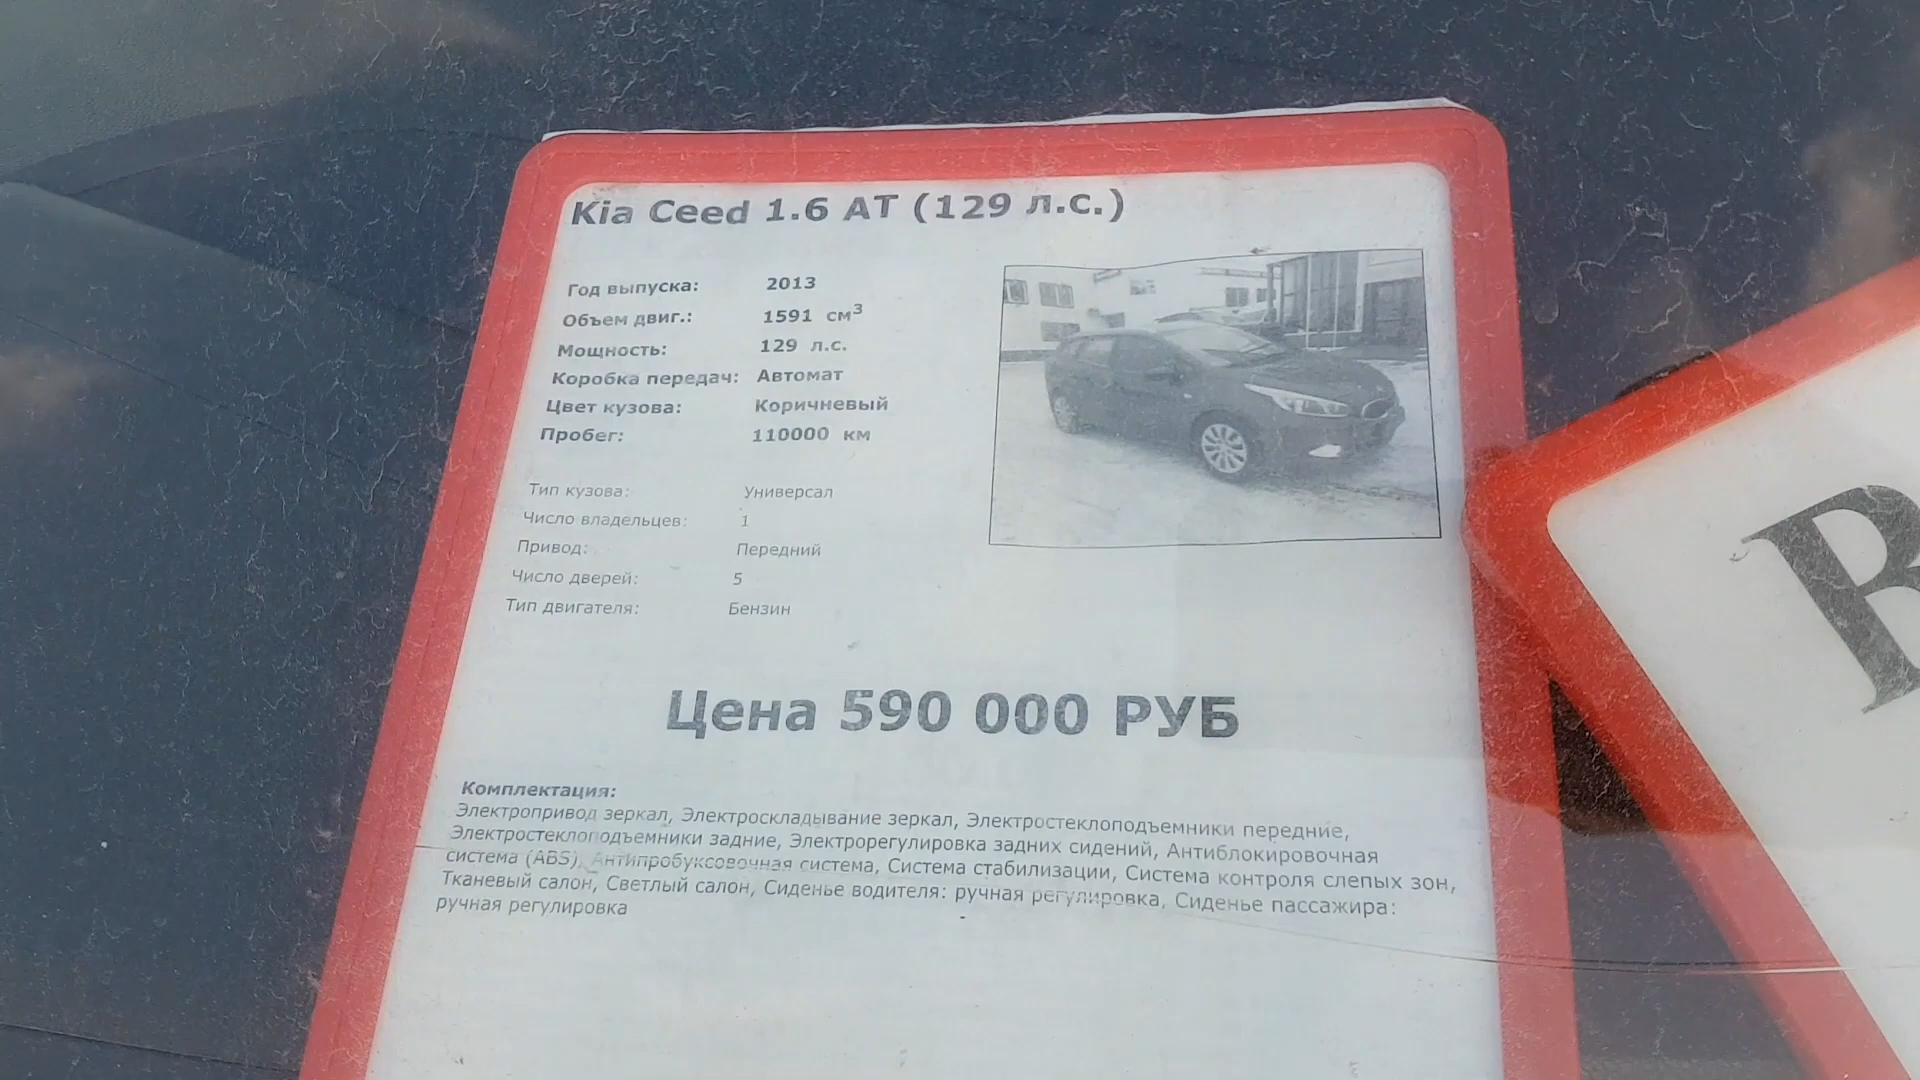 Kia Ceed 1.6 AT (129 л.с.)
Год выпуска: 2013
Объем двиг.: 1591 см³
Мощность: 129 л.с.
Коробка передач: Автомат
Цвет кузова: Коричневый
Пробег: 110000 км
Тип кузова: Универсал
Число владельцев: 1
Привод: Передний
Число дверей: 5
Тип двигателя: Бензин
Цена 590 000 РУБ
Комплектация:
Электропривод зеркал, Электроскладывание зеркал, Электростеклоподъемники передние,
Электростеклоподъемники задние, Электрорегулировка задних сидений, Антиблокировочная
система (ABS), Антипробуксовочная система, Система стабилизации, Система контроля слепых зон,
Тканевый салон, Светлый салон, Сиденье водителя: ручная регулировка, Сиденье пассажира:
ручная регулировка